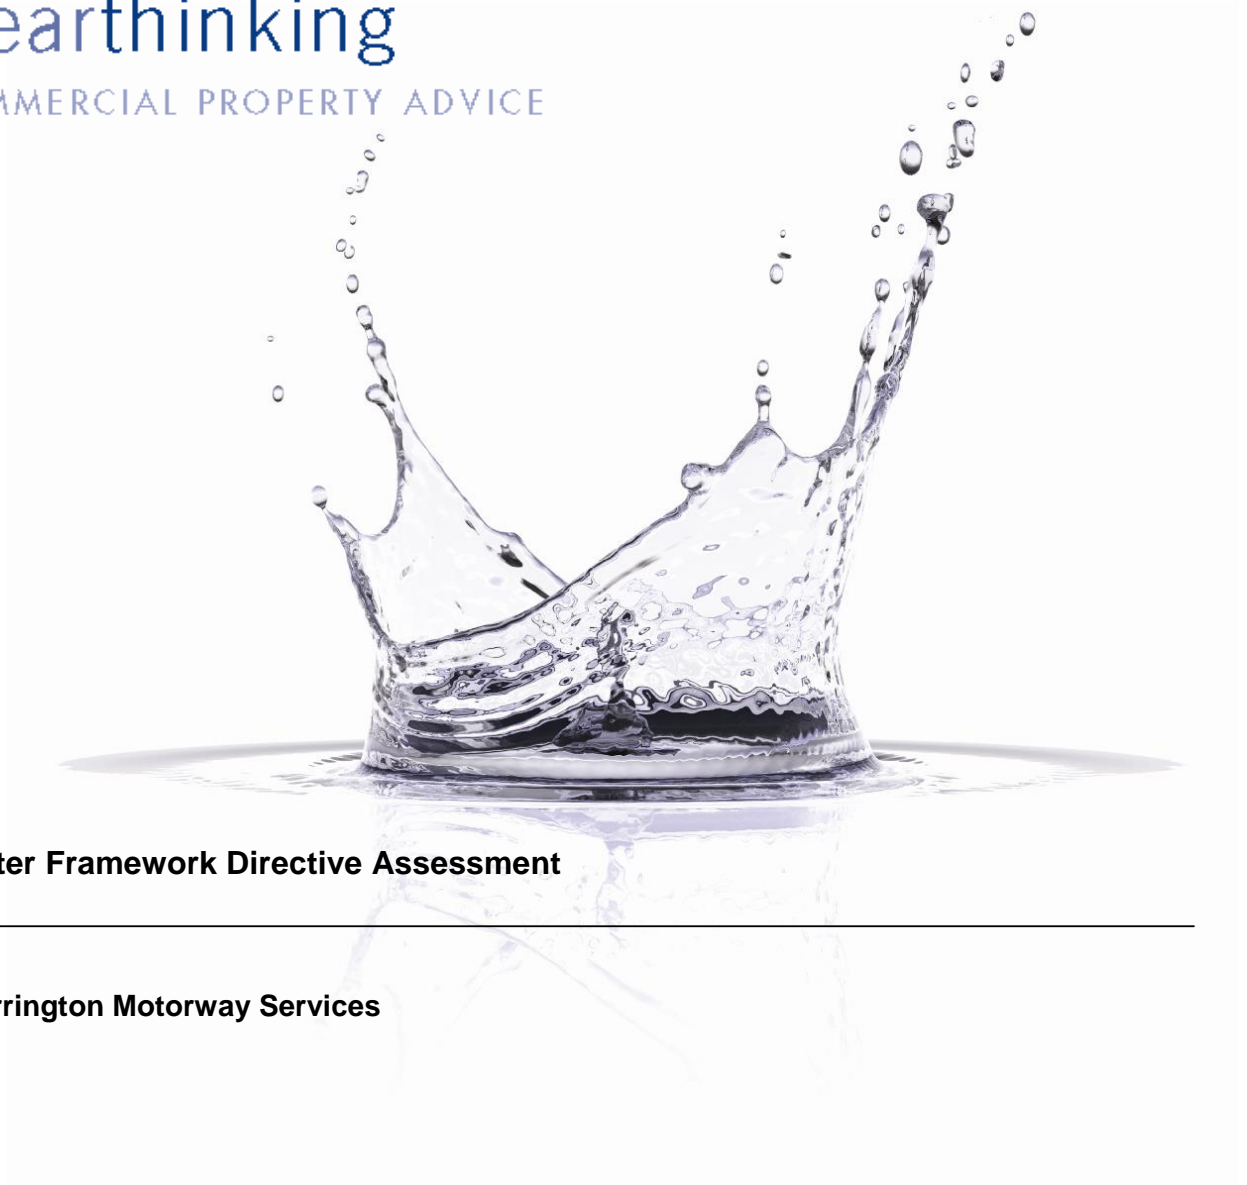 earthinking
MMERCIAL PROPERTY ADVICE
ter Framework Directive Assessment
rrington Motorway Services